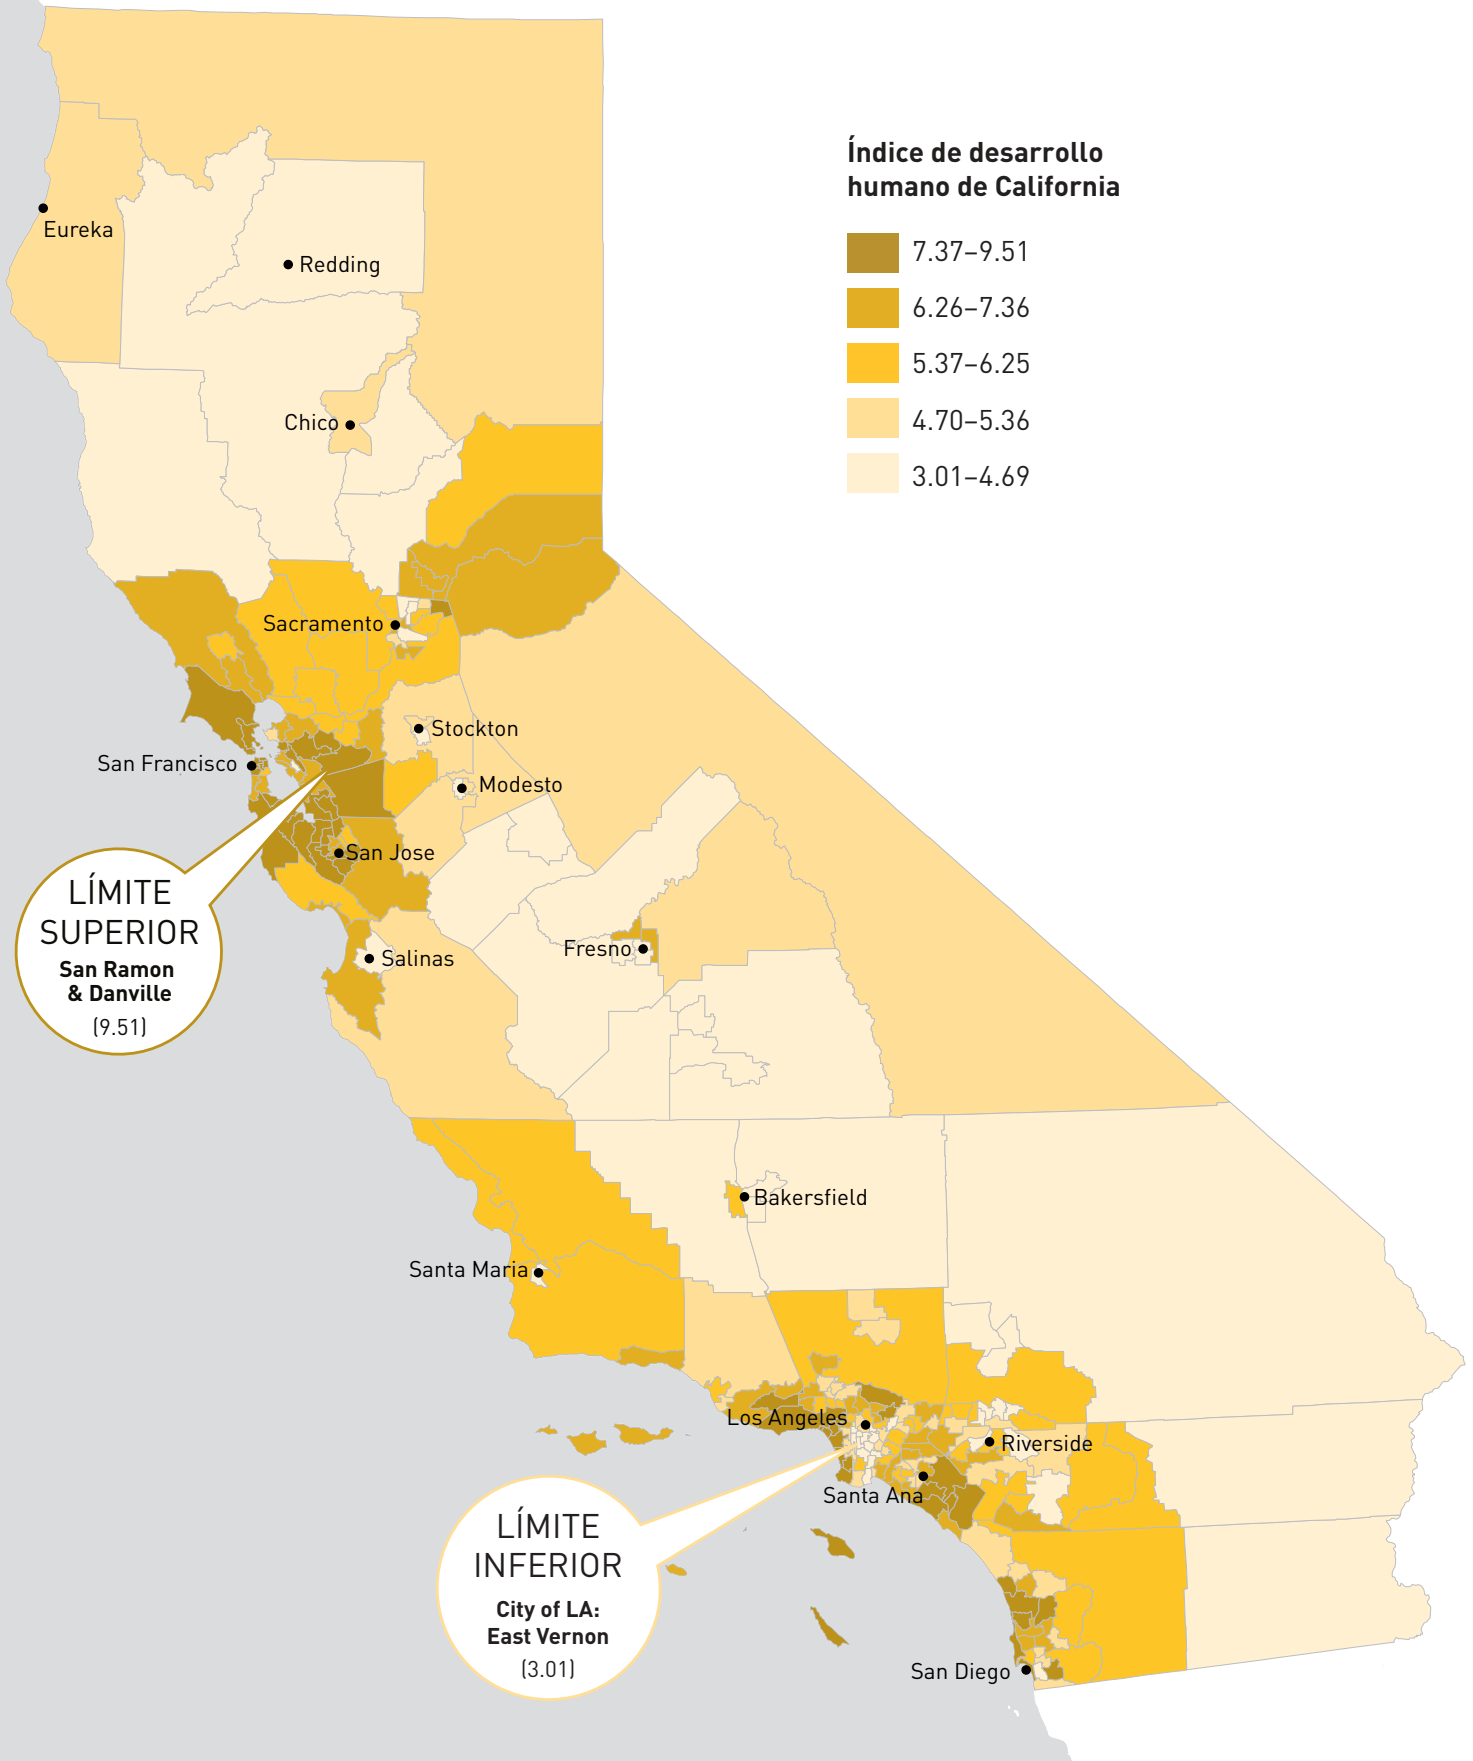 Índice de desarrollo
humano de California
7.37–9.51
6.26–7.36
5.37–6.25
4.70–5.36
3.01–4.69
Eureka
Redding
Chico
Sacramento
Stockton
San Francisco
Modesto
San Jose
LÍMITE
SUPERIOR
San Ramon
& Danville
(9.51)
Fresno
Salinas
Bakersfield
Santa Maria
Los Angeles
Riverside
Santa Ana
LÍMITE
INFERIOR
City of LA:
East Vernon
(3.01)
San Diego